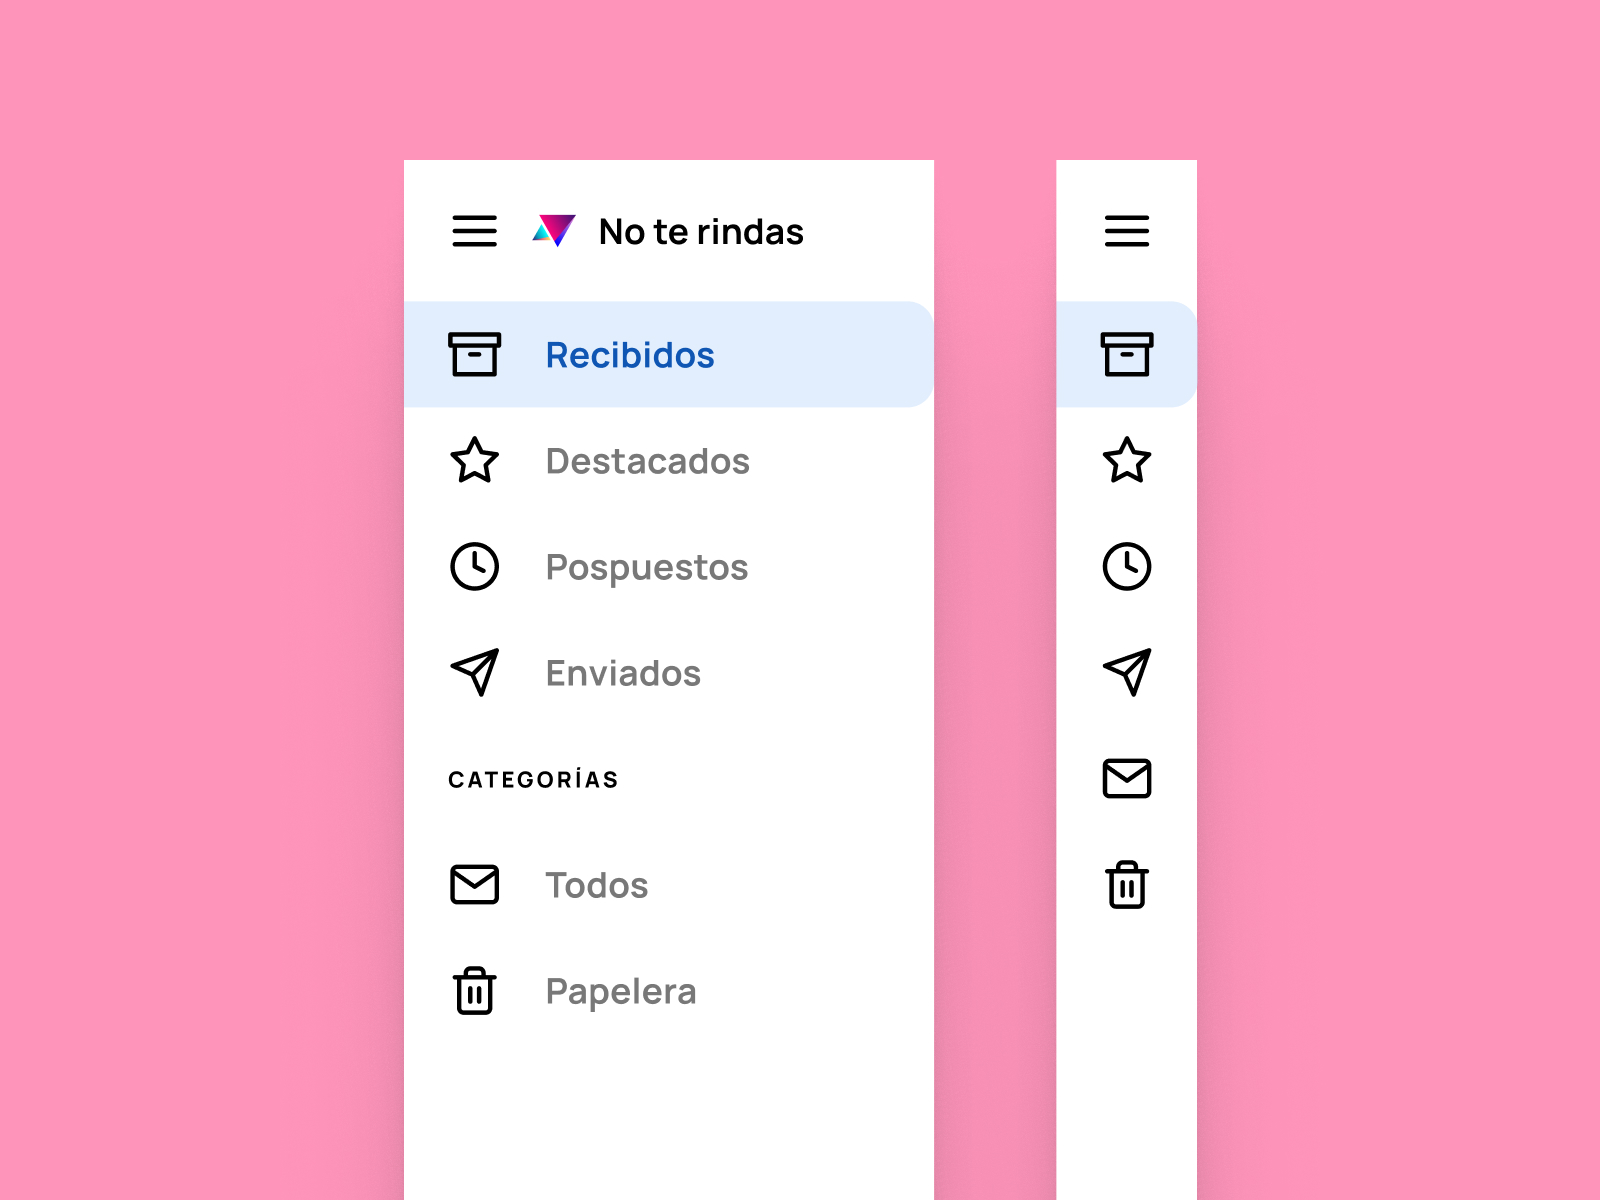 No te rindas
Recibidos
Destacados
Pospuestos
Enviados
CATEGORÍAS
Todos
Papelera